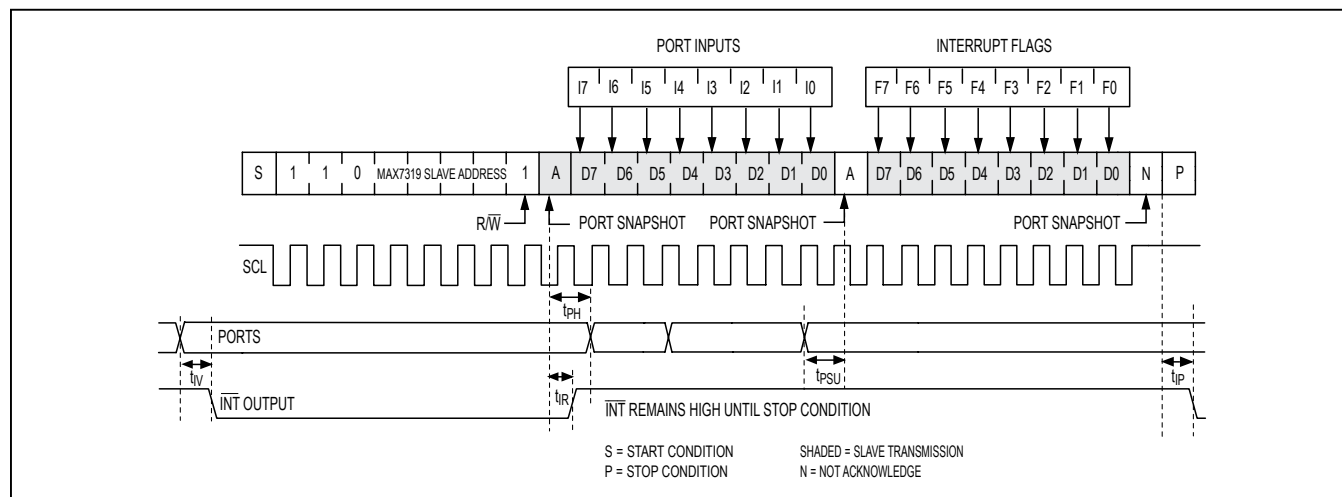 PORT INPUTS INTERRUPT FLAGS
I7 I6 I5 I4 I3 I2 I1 I0 F7 F6 F5 F4 F3 F2 F1 F0
S 1 1 0 MAX7319 SLAVE ADDRESS 1 A D7 D6 D5 D4 D3 D2 D1 D0 A D7 D6 D5 D4 D3 D2 D1 D0 N P
R/W̅ PORT SNAPSHOT PORT SNAPSHOT PORT SNAPSHOT
SCL
tPH
PORTS
tIV tIR tPSU tIP
I̅N̅T̅ OUTPUT I̅N̅T̅ REMAINS HIGH UNTIL STOP CONDITION
S = START CONDITION SHADED = SLAVE TRANSMISSION
P = STOP CONDITION N = NOT ACKNOWLEDGE